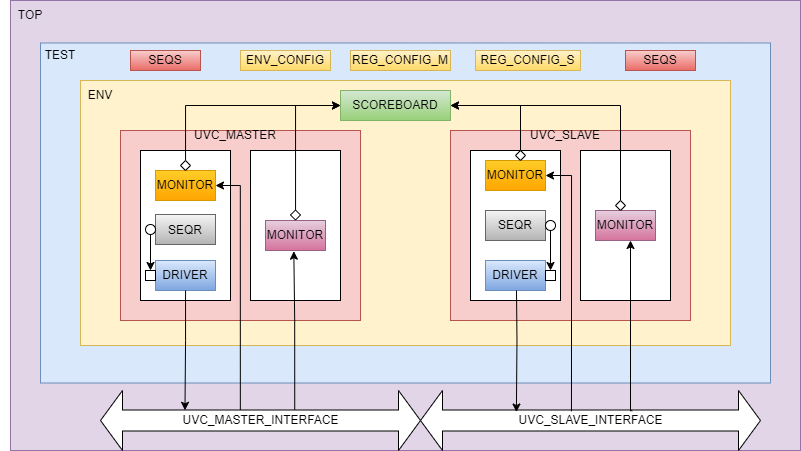 TOP
TEST
SEQS
ENV_CONFIG
REG_CONFIG_M
REG_CONFIG_S
SEQS
ENV
SCOREBOARD
UVC_MASTER
UVC_SLAVE
MONITOR
SEQR
DRIVER
MONITOR
MONITOR
SEQR
DRIVER
MONITOR
UVC_MASTER_INTERFACE
UVC_SLAVE_INTERFACE